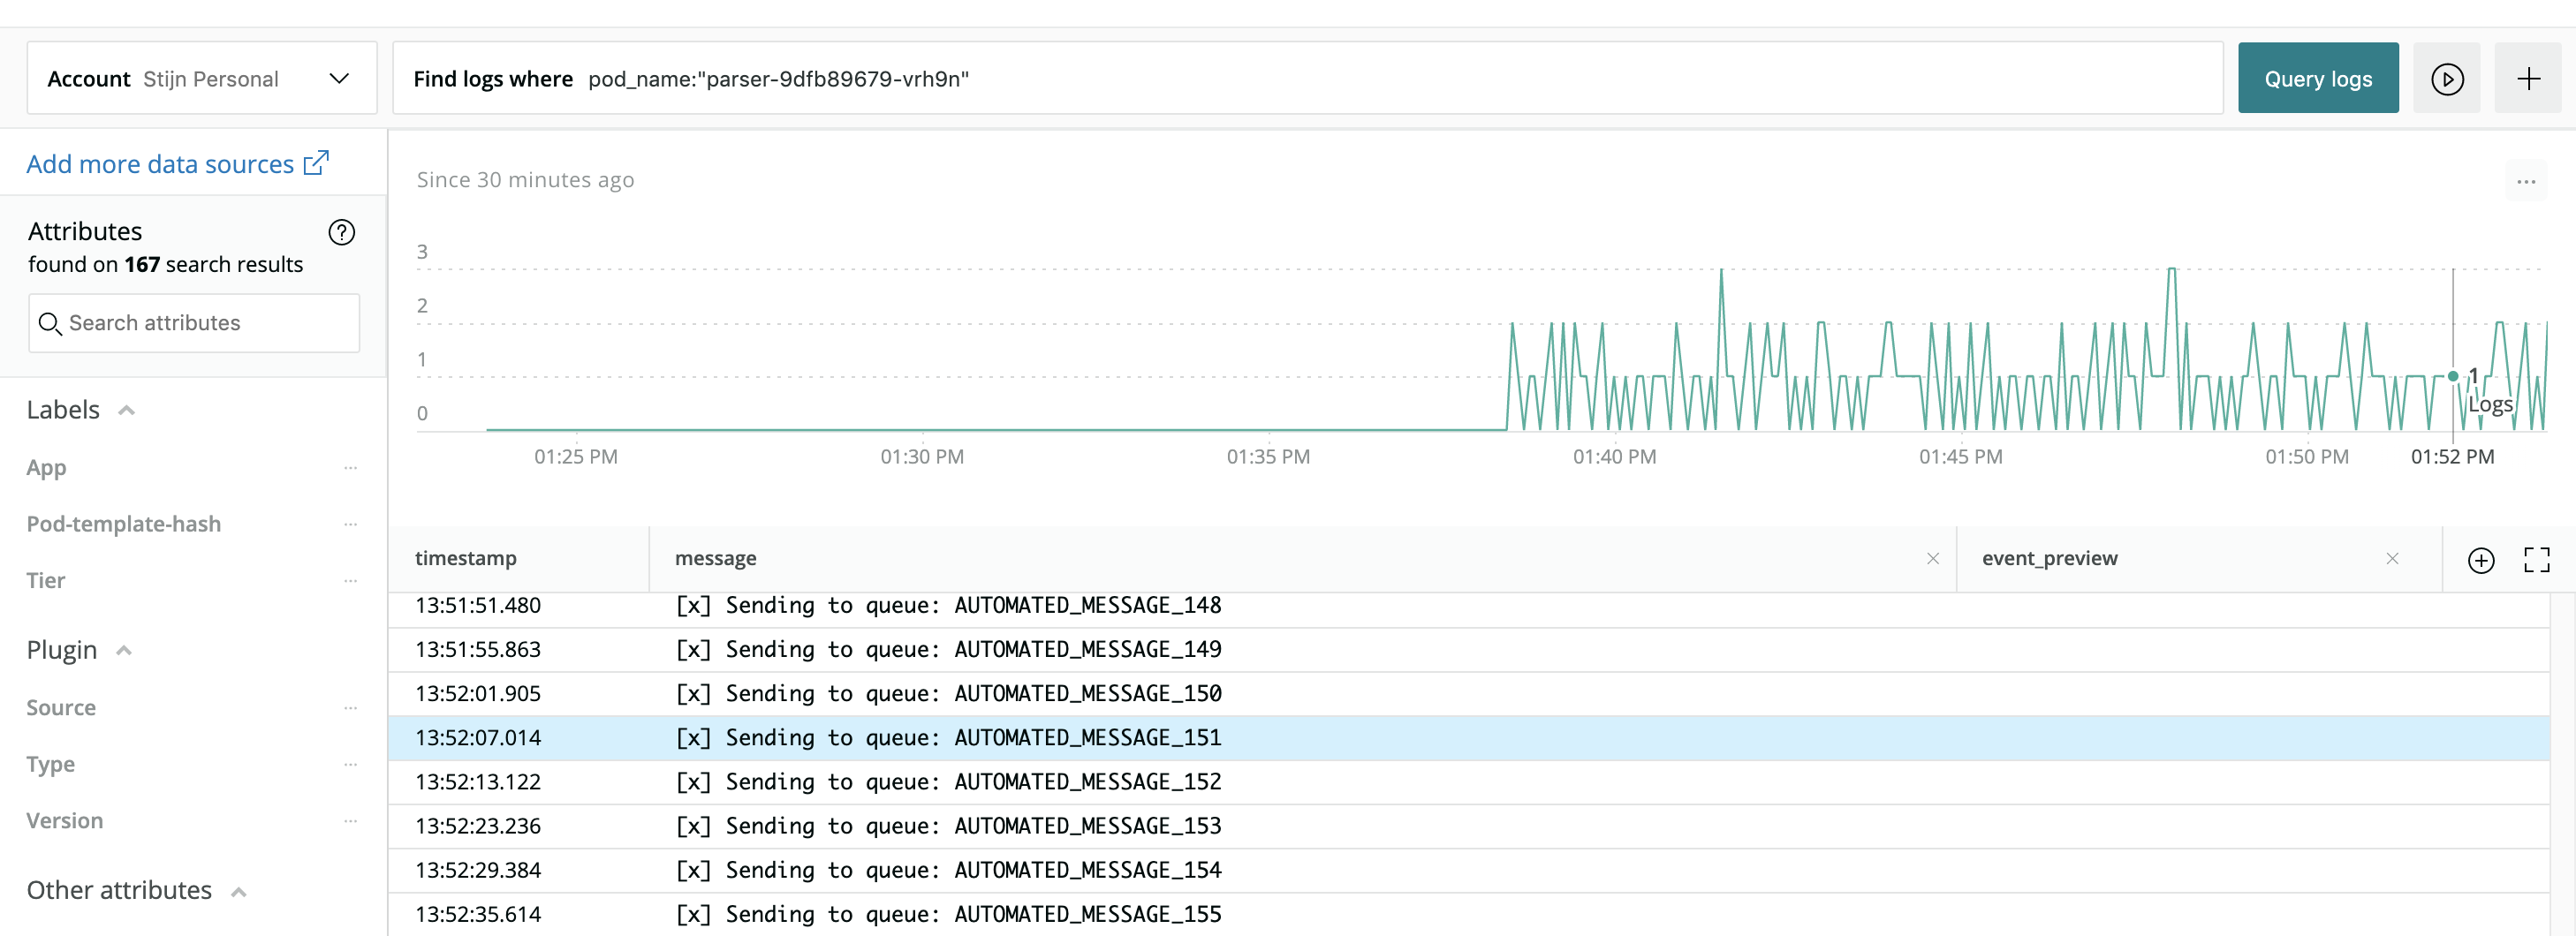 Account Stijn Personal
Find logs where pod_name:"parser-9dfb89679-vrh9n"
Query logs
Add more data sources
Attributes
found on 167 search results
Search attributes
Labels
App
Pod-template-hash
Tier
Plugin
Source
Type
Version
Other attributes
Since 30 minutes ago
3
2
1
0
1
Logs
01:25 PM 01:30 PM 01:35 PM 01:40 PM 01:45 PM 01:50 PM 01:52 PM
timestamp message event_preview
13:51:51.480 [x] Sending to queue: AUTOMATED_MESSAGE_148
13:51:55.863 [x] Sending to queue: AUTOMATED_MESSAGE_149
13:52:01.905 [x] Sending to queue: AUTOMATED_MESSAGE_150
13:52:07.014 [x] Sending to queue: AUTOMATED_MESSAGE_151
13:52:13.122 [x] Sending to queue: AUTOMATED_MESSAGE_152
13:52:23.236 [x] Sending to queue: AUTOMATED_MESSAGE_153
13:52:29.384 [x] Sending to queue: AUTOMATED_MESSAGE_154
13:52:35.614 [x] Sending to queue: AUTOMATED_MESSAGE_155